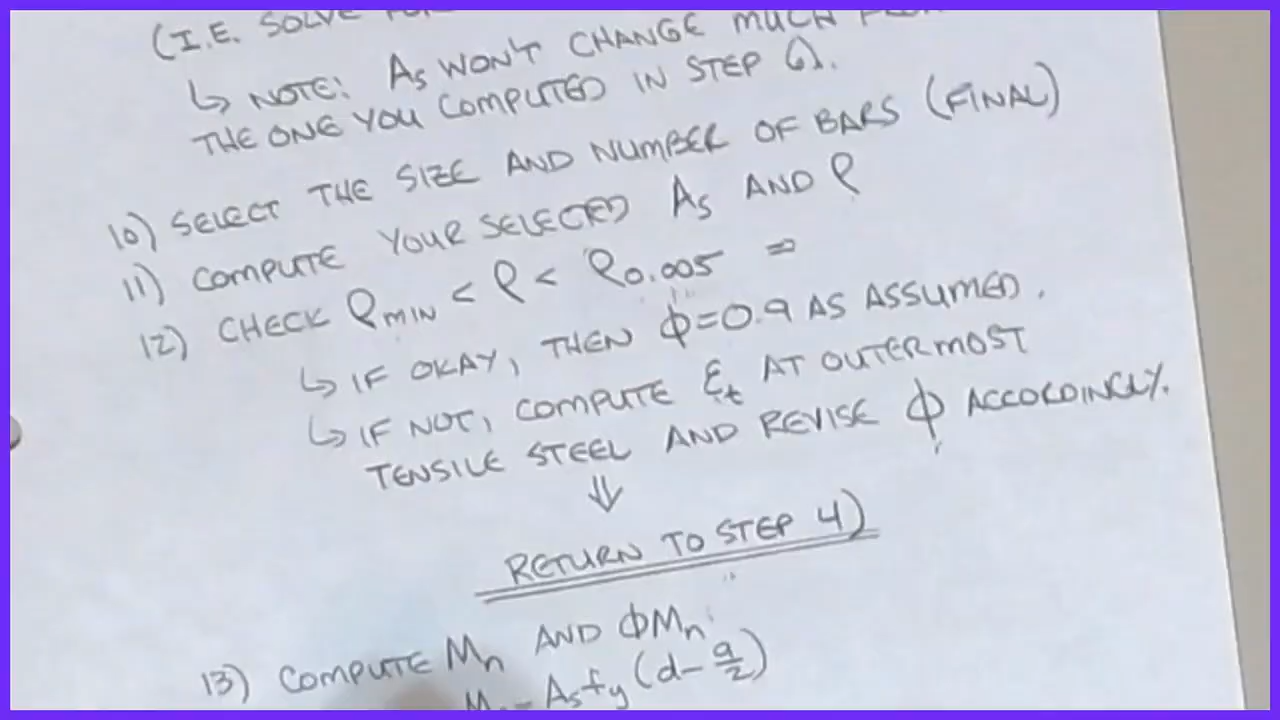 (I.E. SOLVE
↳ NOTE: As WON'T CHANGE MUCH
THE ONE YOU COMPUTED IN STEP 6).
10) SELECT THE SIZE AND NUMBER OF BARS (FINAL)
11) COMPUTE YOUR SELECTED As AND ρ
12) CHECK ρMIN < ρ < ρ0.005 ⇒
↳ IF OKAY, THEN ϕ=0.9 AS ASSUMED.
↳ IF NOT, COMPUTE Ɛt AT OUTERMOST
TENSILE STEEL AND REVISE ϕ ACCORDINGLY.
⇓
RETURN TO STEP 4)
13) COMPUTE Mn AND ϕMn
Asfy (d-a/2)